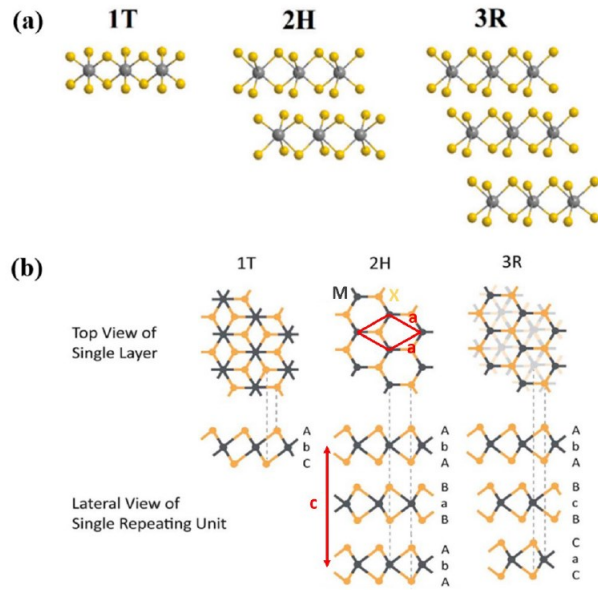 (a) 1T 2H 3R
(b)
1T 2H 3R
M X
a
Top View of
Single Layer
a
A A A
b b b
C A A
c
B B
Lateral View of
a c
Single Repeating Unit
B B
A C
b a
A C